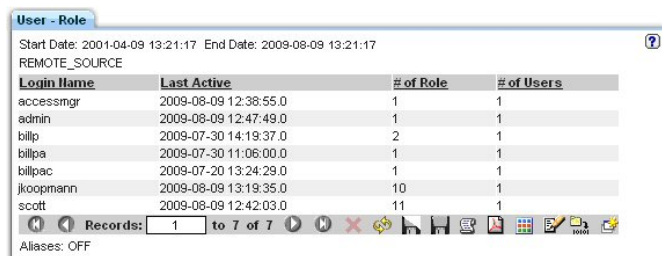 User - Role
Start Date: 2001-04-09 13:21:17 End Date: 2009-08-09 13:21:17
REMOTE_SOURCE
Login Name Last Active # of Role # of Users
accessmgr 2009-08-09 12:38:55.0 1 1
admin 2009-08-09 12:47:49.0 1 1
billp 2009-07-30 14:19:37.0 2 1
billpa 2009-07-30 11:06:00.0 1 1
billpac 2009-07-20 13:24:29.0 1 1
jkoopmann 2009-08-09 13:19:35.0 10 1
scott 2009-08-09 12:42:03.0 11 1
Records: 1 to 7 of 7
Aliases: OFF